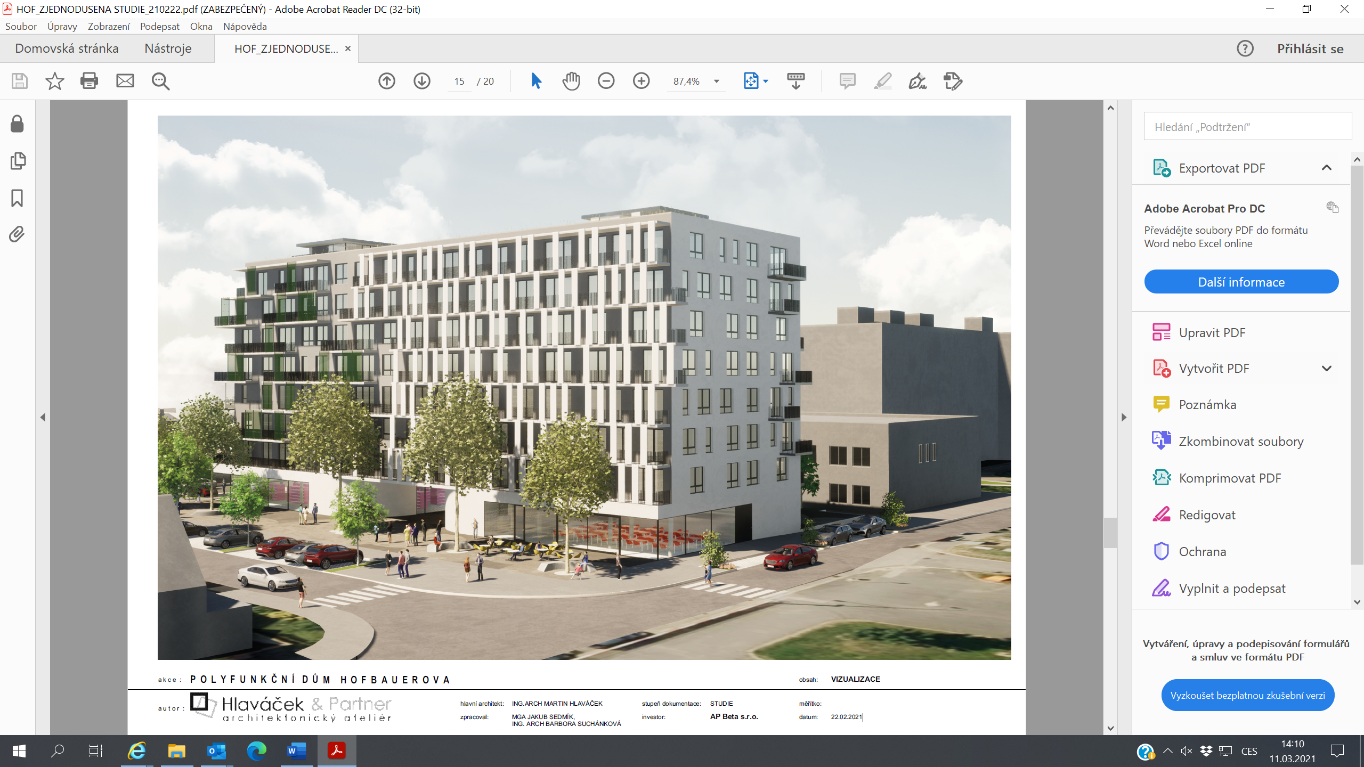 HOF_ZJEDNODUSENA STUDIE_210222.pdf (ZABEZPEČENÝ) - Adobe Acrobat Reader DC (32-bit)
Soubor Úpravy Zobrazení Podepsat Okna Nápověda
Domovská stránka Nástroje HOF_ZJEDNODUSE... × Přihlásit se
15 / 20 87,4%
Hledání „Podtržení"
Exportovat PDF
Adobe Acrobat Pro DC
Převádějte soubory PDF do formátu
Word nebo Excel online
Další informace
Upravit PDF
Vytvořit PDF
Poznámka
Zkombinovat soubory
Komprimovat PDF
Redigovat
Ochrana
Vyplnit a podepsat
Vytváření, úpravy a podepisování formulářů
a smluv ve formátu PDF
Vyzkoušet bezplatnou zkušební verzi
akce: POLYFUNKČNÍ DŮM HOFBAUEROVA obsah: VIZUALIZACE
autor: Hlaváček & Partner
architektonický ateliér
hlavní architekt: ING.ARCH MARTIN HLAVÁČEK stupeň dokumentace: STUDIE měřítko:
zpracoval: MGA JAKUB SEDMÍK, investor: AP Beta s.r.o. datum: 22.02.2021
ING. ARCH BARBORA SUCHÁNKOVÁ
CES 14:10
11.03.2021